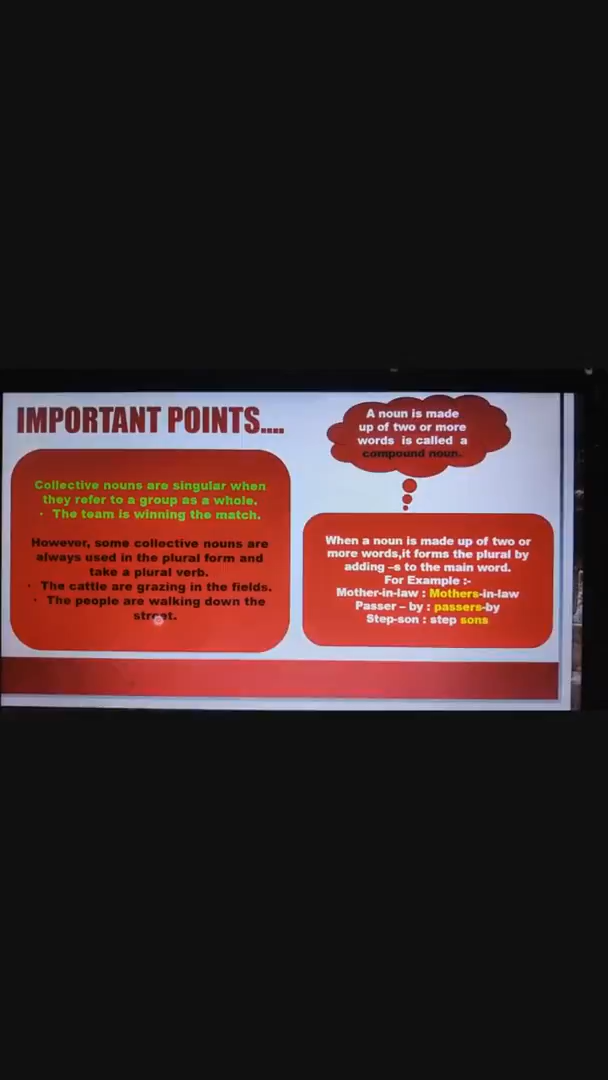 IMPORTANT POINTS....
Collective nouns are singular when
they refer to a group as a whole.
• The team is winning the match.
However, some collective nouns are
always used in the plural form and
take a plural verb.
• The cattle are grazing in the fields.
• The people are walking down the
street.
A noun is made
up of two or more
words is called a
compound noun.
When a noun is made up of two or
more words,it forms the plural by
adding –s to the main word.
For Example :-
Mother-in-law : Mothers-in-law
Passer – by : passers-by
Step-son : step sons